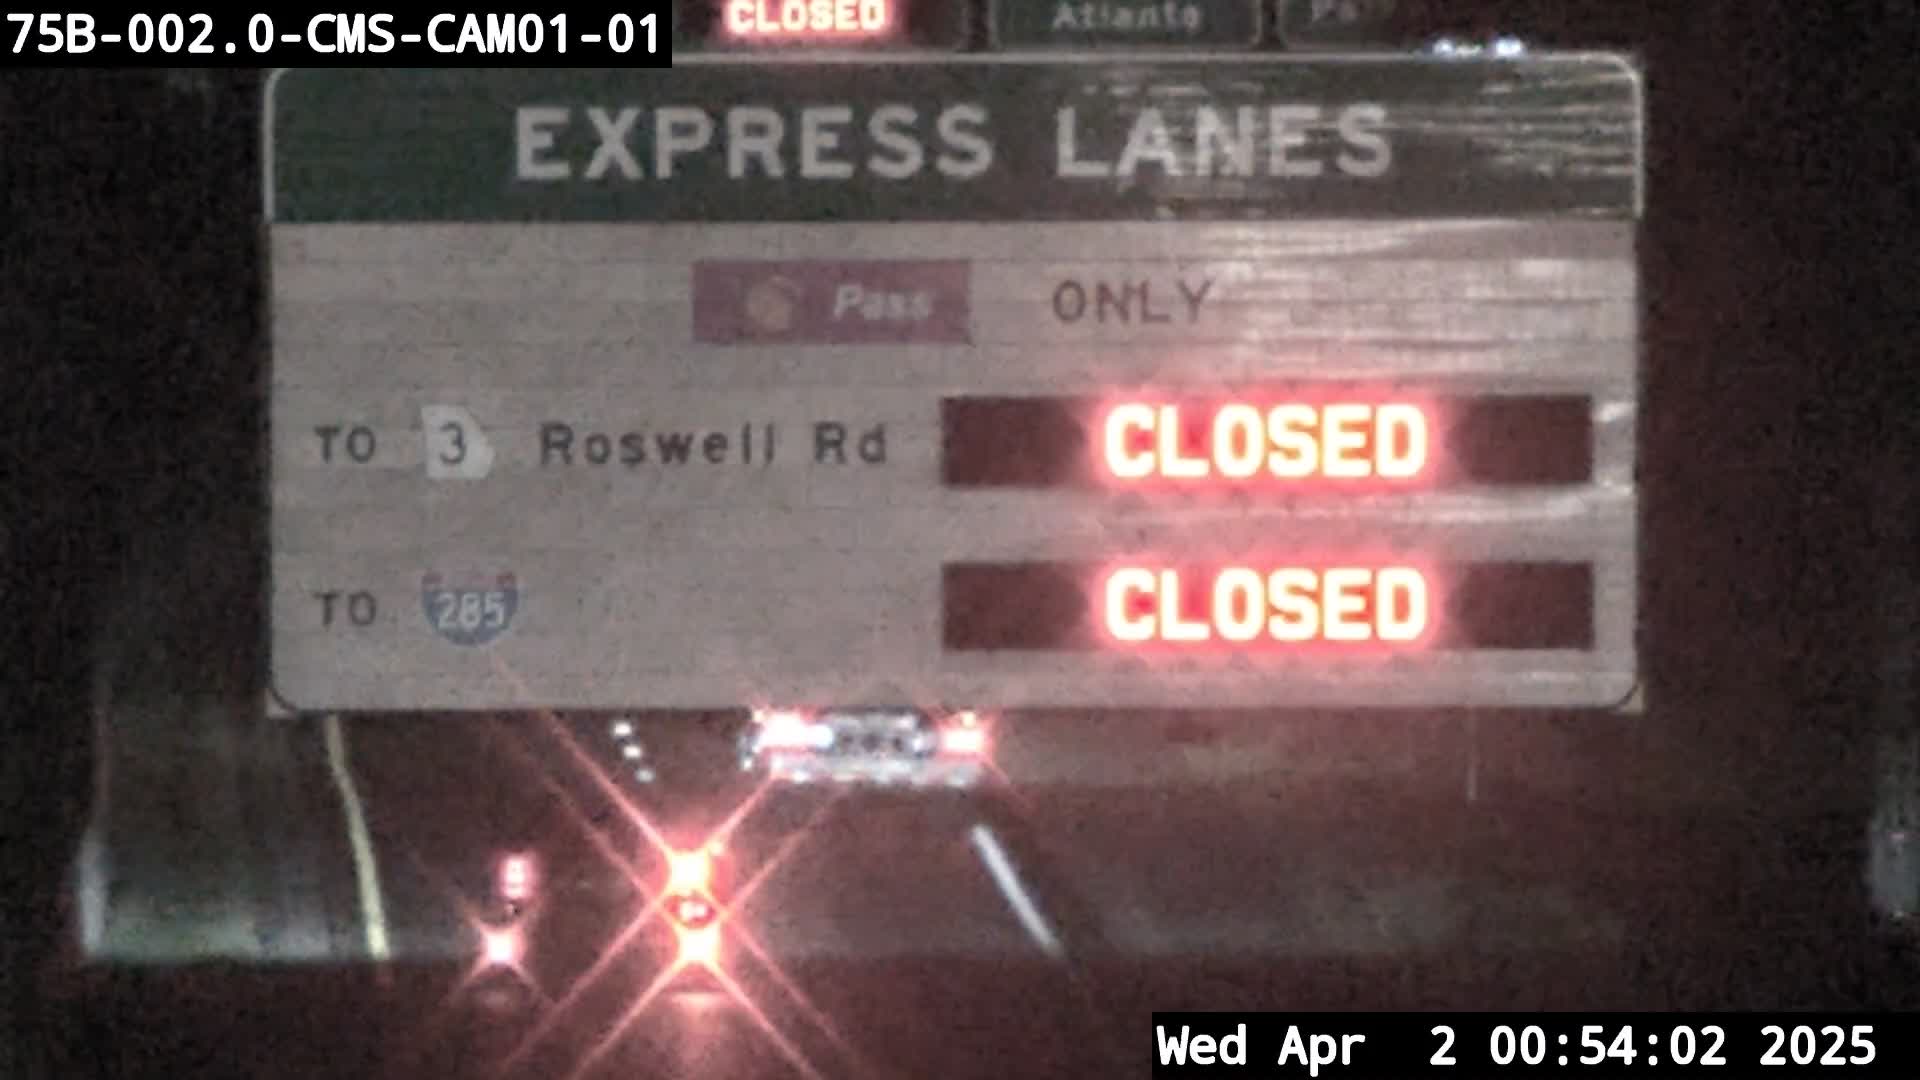 75B-002.0-CMS-CAM01-01
CLOSED
Atlanta
EXPRESS LANES
Pass ONLY
TO 3 Roswell Rd CLOSED
TO 285 CLOSED
Wed Apr 2 00:54:02 2025